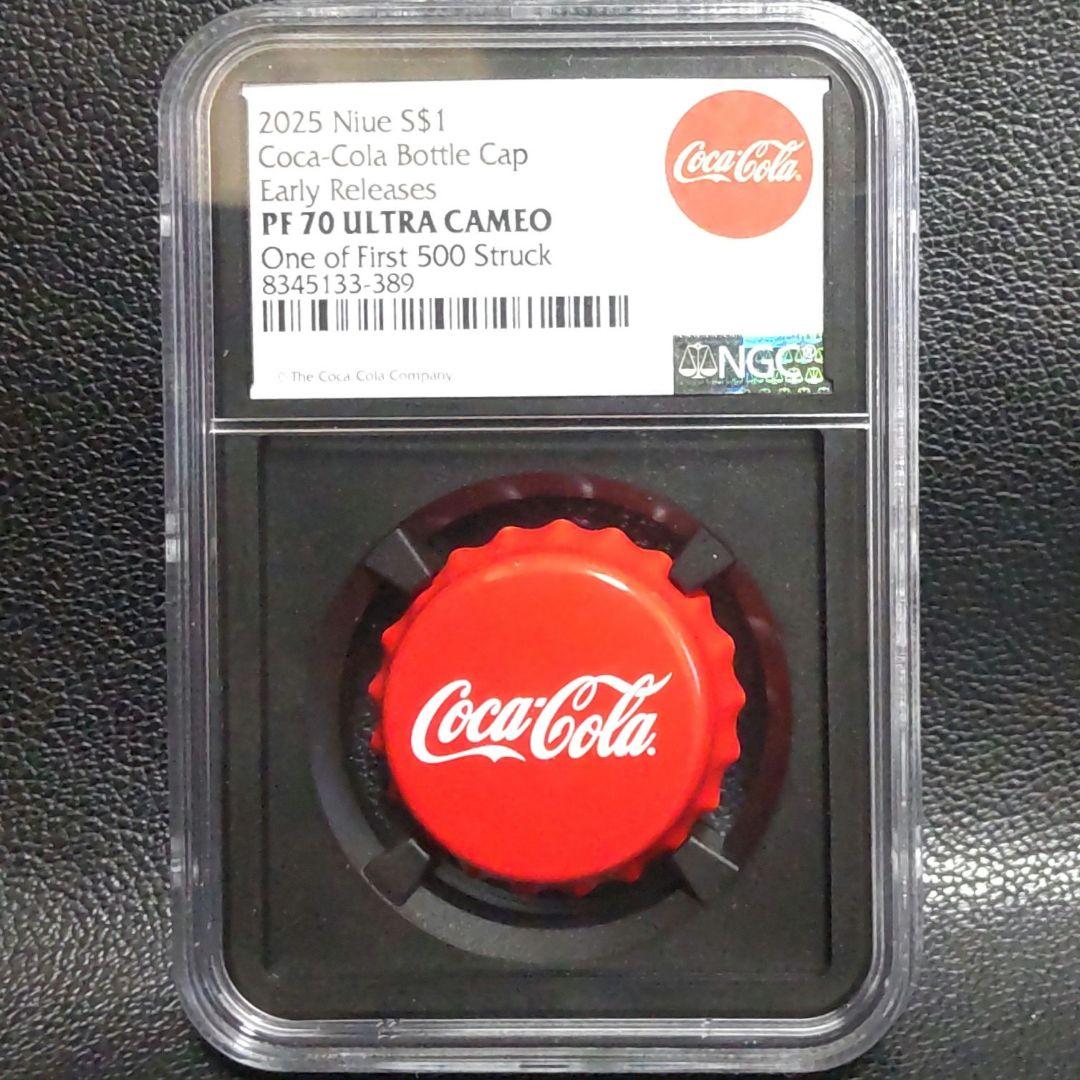 2025 Niue S$1
Coca-Cola Bottle Cap
Early Releases
PF 70 ULTRA CAMEO
One of First 500 Struck
8345133-389
© The Coca Cola Company
Coca-Cola
NGC®
Coca-Cola